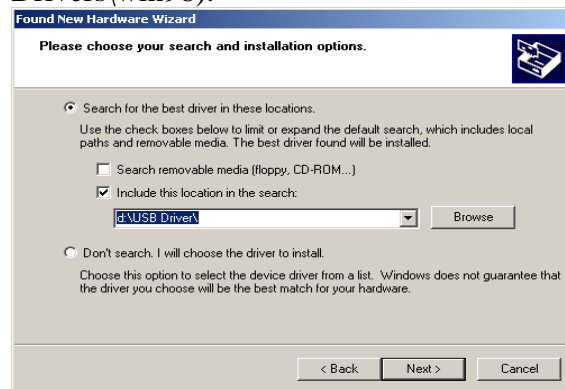 Drivers\win98).
Found New Hardware Wizard
Please choose your search and installation options.
Search for the best driver in these locations.
Use the check boxes below to limit or expand the default search, which includes local
paths and removable media. The best driver found will be installed.
Search removable media (floppy, CD-ROM...)
Include this location in the search:
d:\USB Driver\
Browse
Don't search. I will choose the driver to install.
Choose this option to select the device driver from a list. Windows does not guarantee that
the driver you choose will be the best match for your hardware.
< Back
Next >
Cancel